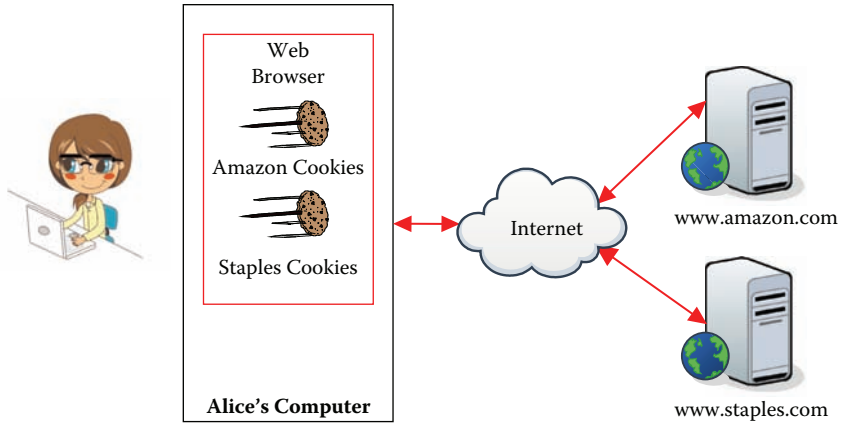 Web
Browser
Amazon Cookies
Staples Cookies
Alice’s Computer
Internet
www.amazon.com
www.staples.com